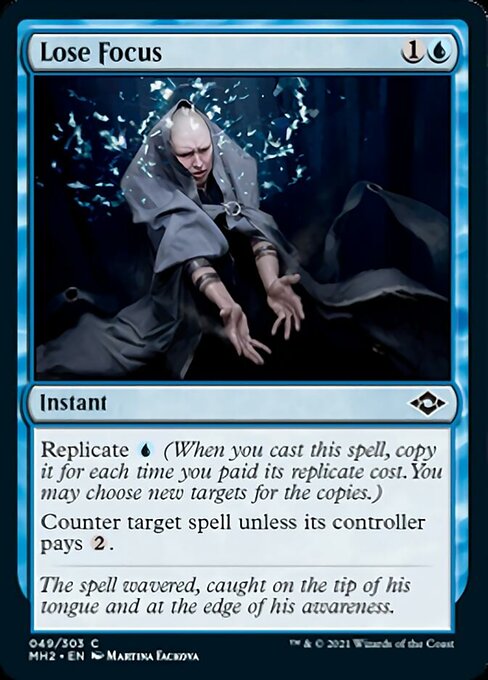 Lose Focus 1
Instant
Replicate (When you cast this spell, copy
it for each time you paid its replicate cost. You
may choose new targets for the copies.)
Counter target spell unless its controller
pays 2.
The spell wavered, caught on the tip of his
tongue and at the edge of his awareness.
049/303 C
MH2 • EN Martina Fačkova
™ & © 2021 Wizards of the Coast